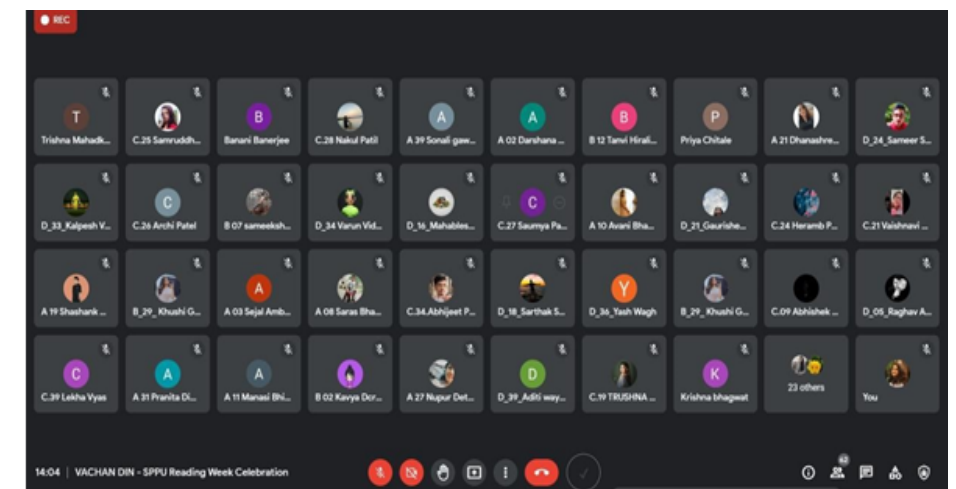 REC
T
B
A
A
B
P
Trishna Mahadk...
C.25 Samruddh...
Banani Banerjee
C.28 Nakul Patil
A 39 Sonali gaw...
A 02 Darshana ...
B 12 Tanvi Hirali...
Priya Chitale
A 21 Dhanashre...
D_24_Sameer S...
C
C
D_33_Kalpesh V...
C.26 Archi Patel
B 07 sameeksh...
D_34 Varun Vid...
D_16_Mahables...
C.27 Saumya Pa...
A 10 Avani Bha...
D_21_Gaurishe...
C.24 Heramb P...
C.21 Vaishnavi ...
A
Y
A 19 Shashank ...
B_29_ Khushi G...
A 03 Sejal Amb...
A 08 Saras Bha...
C.34.Abhijeet P...
D_18_Sarthak S...
D_36_Yash Wagh
B_29_ Khushi G...
C.09 Abhishek ...
D_05_Raghav A...
C
A
A
D
K
C.39 Lekha Vyas
A 31 Pranita Di...
A 11 Manasi Bhi...
B 02 Kavya Dcr...
A 27 Nupur Det...
D_39_Aditi way...
C.19 TRUSHNA ...
Krishna bhagwat
23 others
You
14:04 | VACHAN DIN - SPPU Reading Week Celebration
62